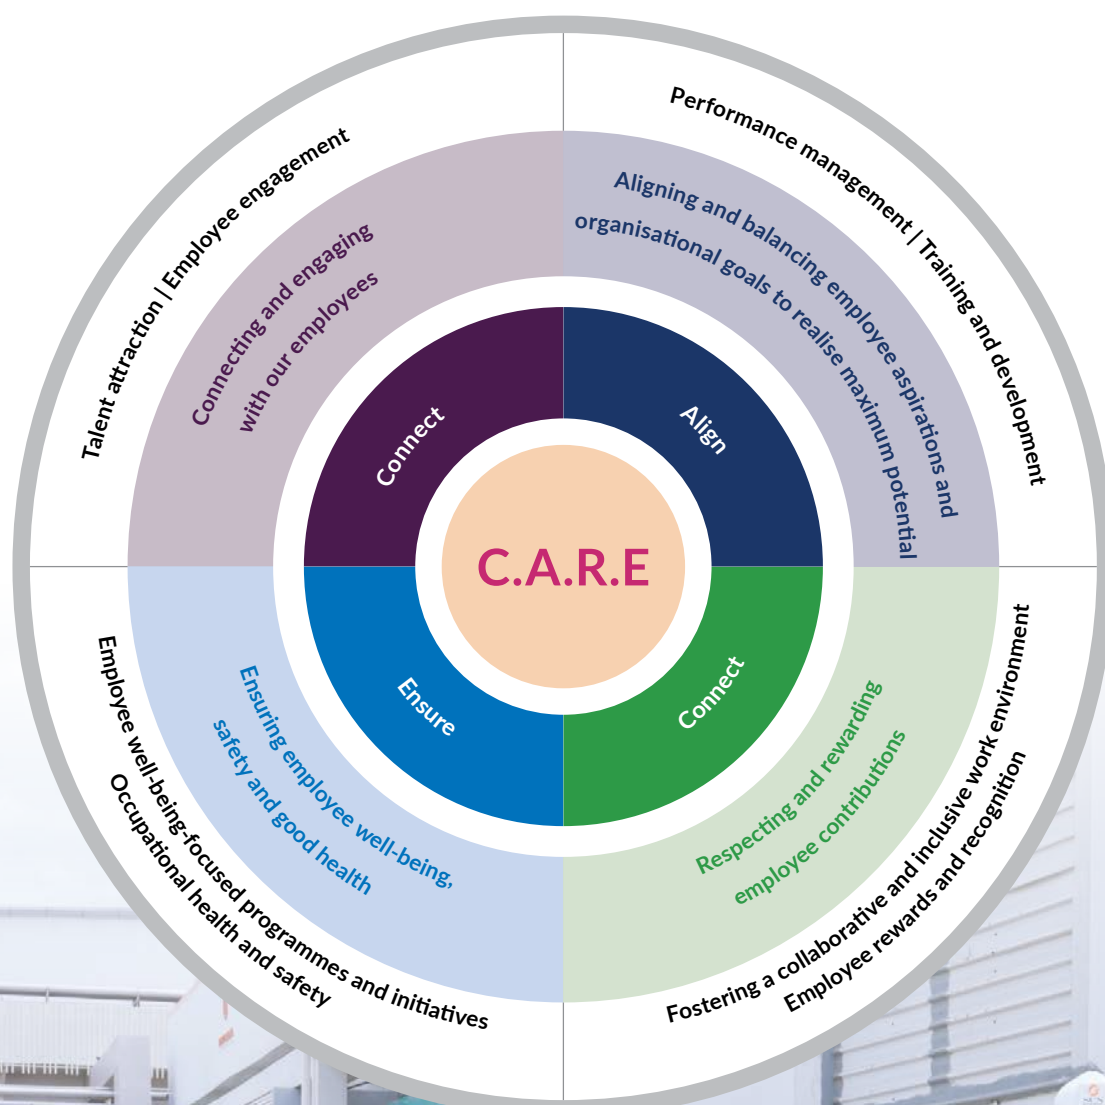 C.A.R.E
Connect
Connecting and engaging
with our employees
Talent attraction | Employee engagement
Align
Aligning and balancing employee aspirations and
organisational goals to realise maximum potential
Performance management | Training and development
Connect
Respecting and rewarding
employee contributions
Fostering a collaborative and inclusive work environment
Employee rewards and recognition
Ensure
Ensuring employee well-being,
safety and good health
Employee well-being-focused programmes and initiatives
Occupational health and safety